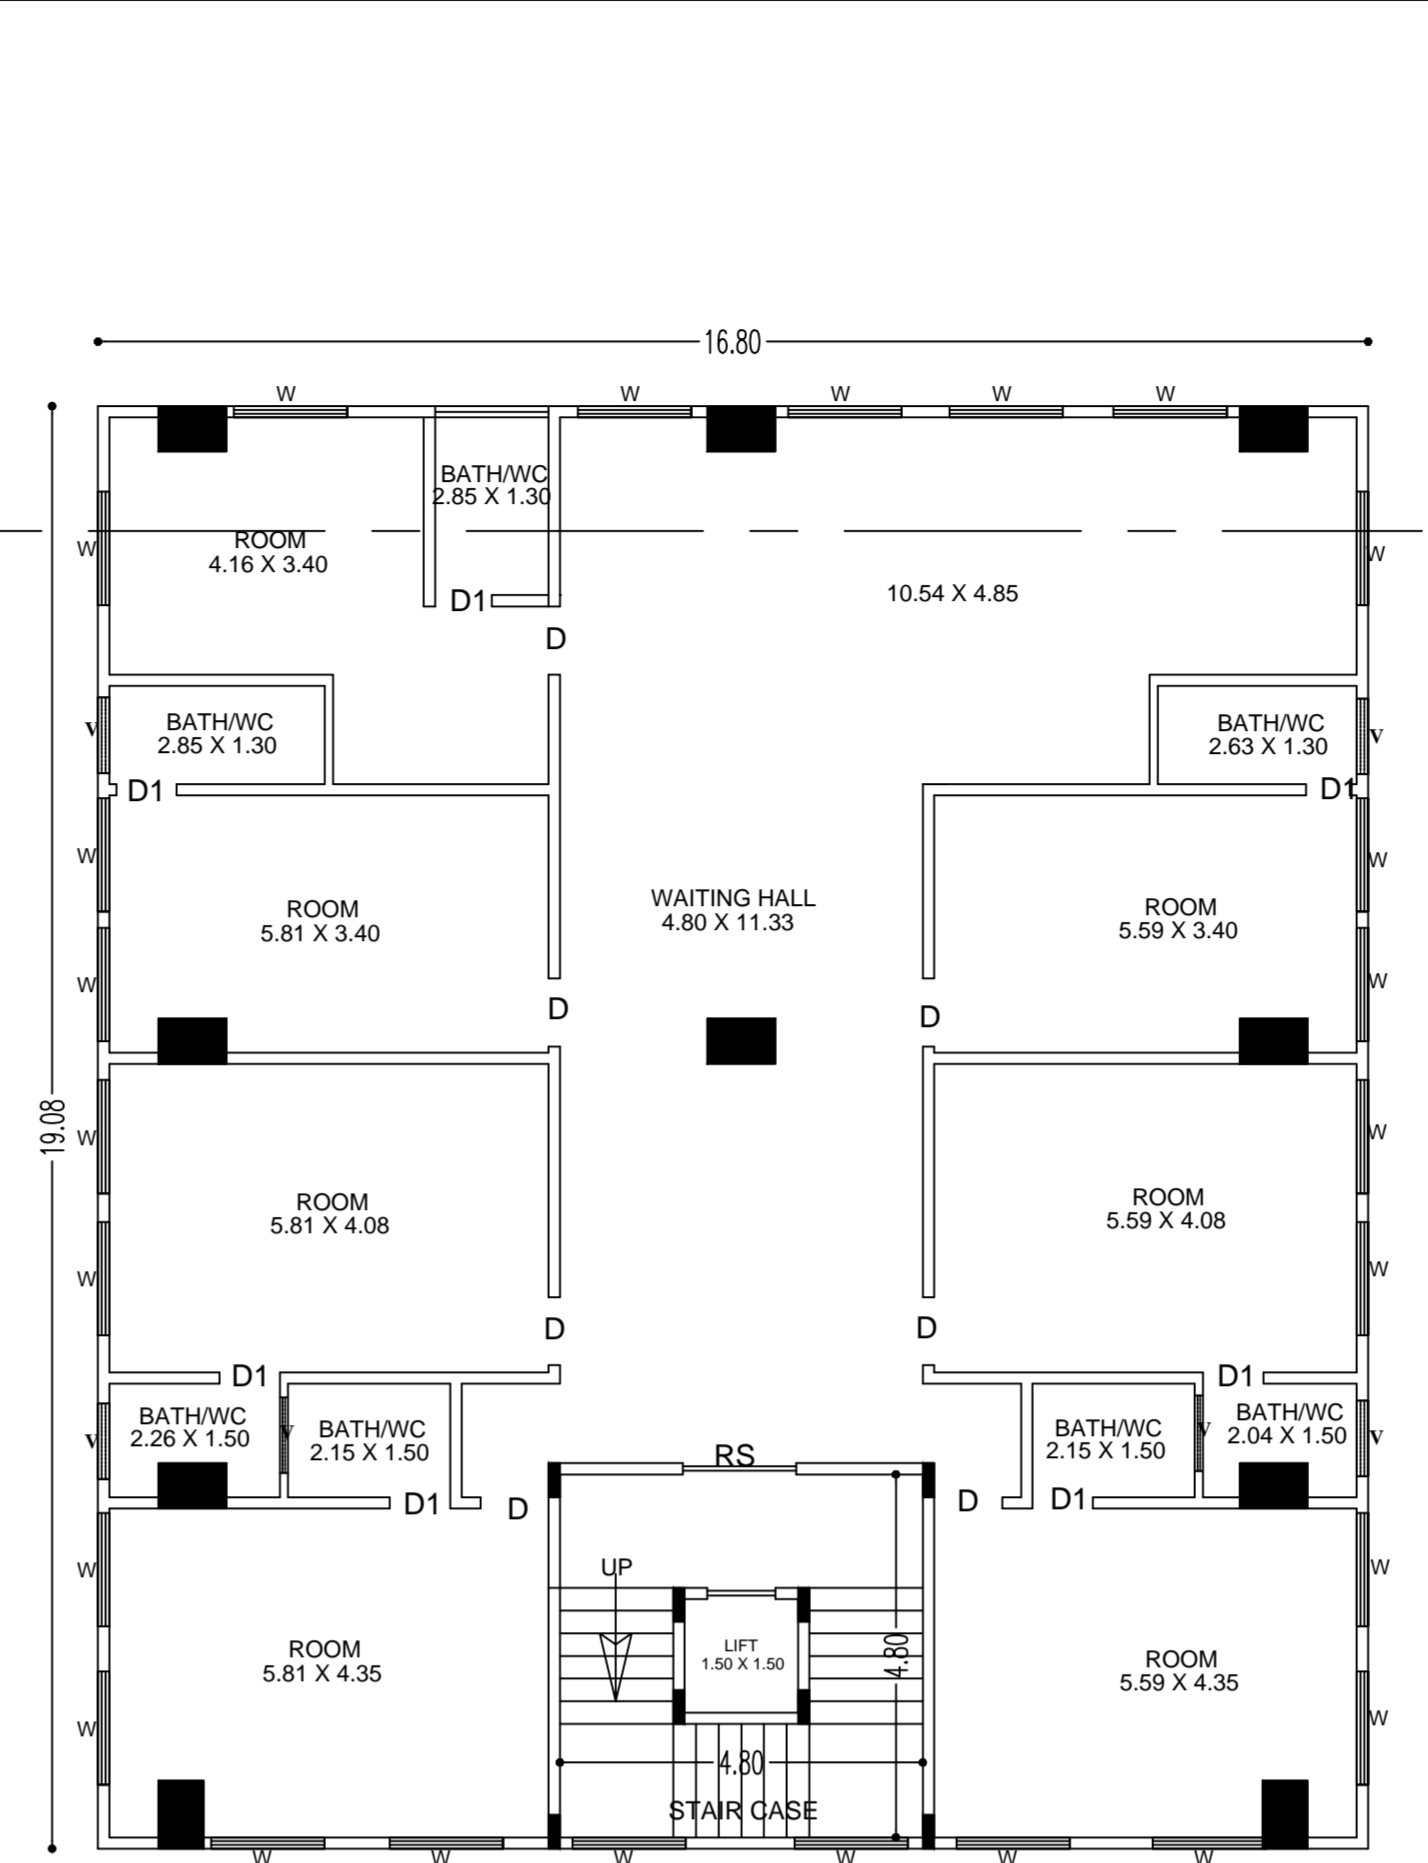 16.80
W
W
W
W
W
BATH/WC
2.85 X 1.30
ROOM
4.16 X 3.40
W
W
10.54 X 4.85
D1
D
BATH/WC
2.85 X 1.30
V
BATH/WC
2.63 X 1.30
V
D1
D1
W
W
ROOM
5.81 X 3.40
WAITING HALL
4.80 X 11.33
ROOM
5.59 X 3.40
W
W
D
D
19.08
W
W
ROOM
5.81 X 4.08
ROOM
5.59 X 4.08
W
W
D
D
D1
D1
BATH/WC
2.26 X 1.50
V
V
BATH/WC
2.15 X 1.50
BATH/WC
2.15 X 1.50
V
BATH/WC
2.04 X 1.50
V
RS
D1
D
D
D1
UP
W
W
LIFT
1.50 X 1.50
4.80
ROOM
5.81 X 4.35
ROOM
5.59 X 4.35
W
W
4.80
STAIR CASE
W
W
W
W
W
W